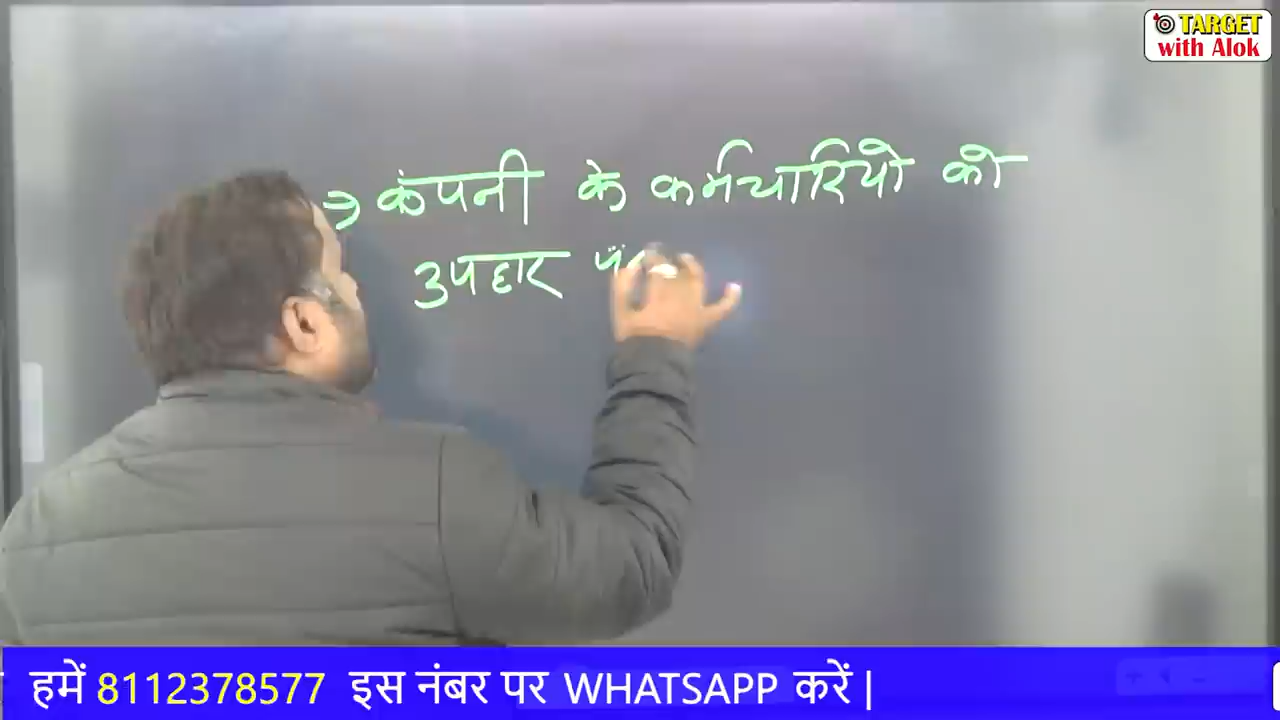 TARGET
with Alok
→ कंपनी के कर्मचारियो को
उपहार
हमें 8112378577 इस नंबर पर WHATSAPP करें |